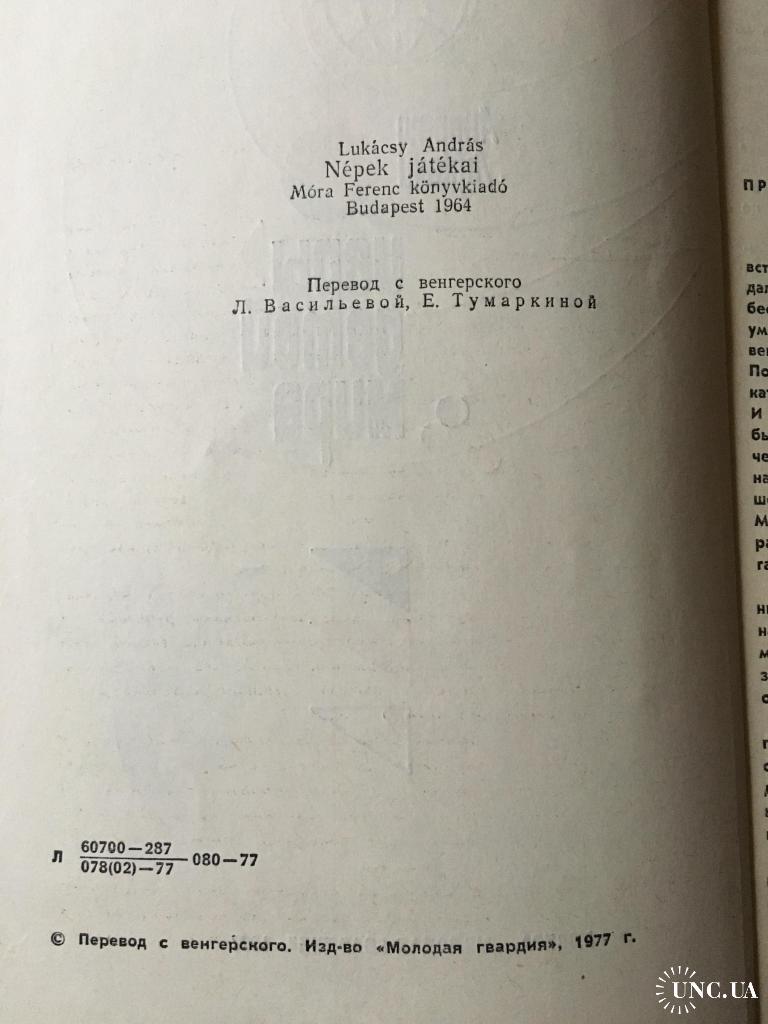 Lukácsy András
Népek játékai
Móra Ferenc könyvkiadó
Budapest 1964
Перевод с венгерского
Л. Васильевой, Е. Тумаркиной
Л 60700—287
078(02)—77 080—77
© Перевод с венгерского. Изд-во «Молодая гвардия», 1977 г.
UNC.UA